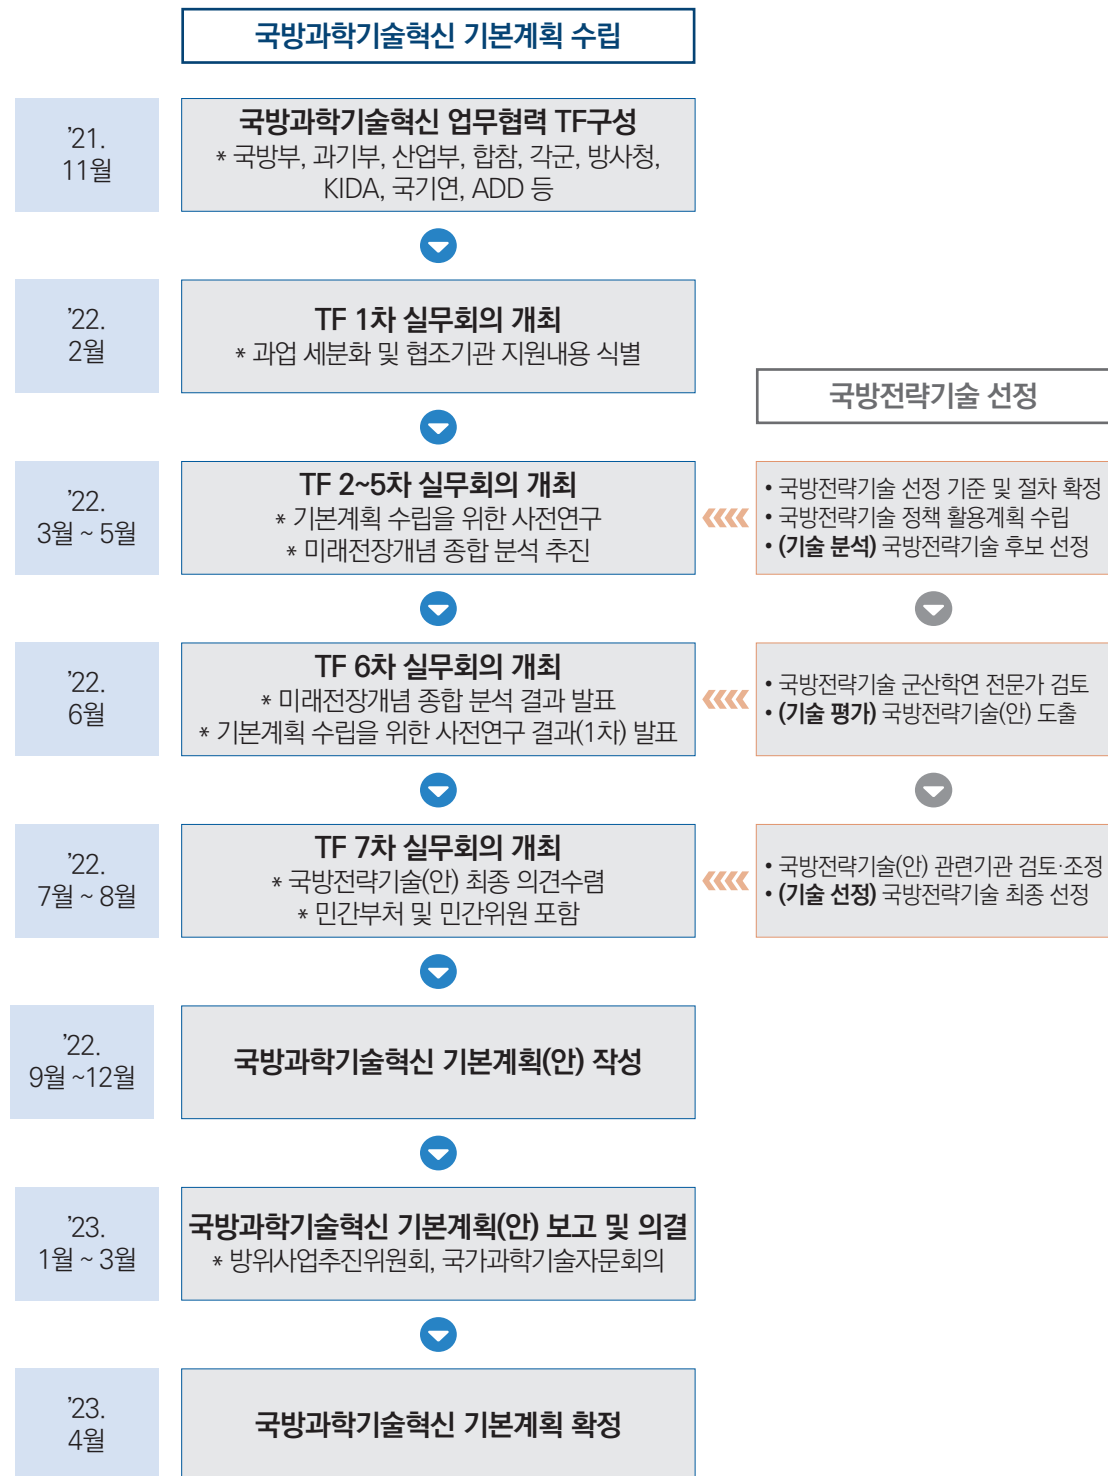 국방과학기술혁신 기본계획 수립
’21.
11월
국방과학기술혁신 업무협력 TF구성
* 국방부, 과기부, 산업부, 합참, 각군, 방사청,
KIDA, 국기연, ADD 등
’22.
2월
TF 1차 실무회의 개최
* 과업 세분화 및 협조기관 지원내용 식별
국방전략기술 선정
’22.
3월 ~ 5월
TF 2~5차 실무회의 개최
* 기본계획 수립을 위한 사전연구
* 미래전장개념 종합 분석 추진
• 국방전략기술 선정 기준 및 절차 확정
• 국방전략기술 정책 활용계획 수립
• (기술 분석) 국방전략기술 후보 선정
’22.
6월
TF 6차 실무회의 개최
* 미래전장개념 종합 분석 결과 발표
* 기본계획 수립을 위한 사전연구 결과(1차) 발표
• 국방전략기술 군산학연 전문가 검토
• (기술 평가) 국방전략기술(안) 도출
’22.
7월 ~ 8월
TF 7차 실무회의 개최
* 국방전략기술(안) 최종 의견수렴
* 민간부처 및 민간위원 포함
• 국방전략기술(안) 관련기관 검토·조정
• (기술 선정) 국방전략기술 최종 선정
’22.
9월 ~12월
국방과학기술혁신 기본계획(안) 작성
’23.
1월 ~ 3월
국방과학기술혁신 기본계획(안) 보고 및 의결
* 방위사업추진위원회, 국가과학기술자문회의
’23.
4월
국방과학기술혁신 기본계획 확정